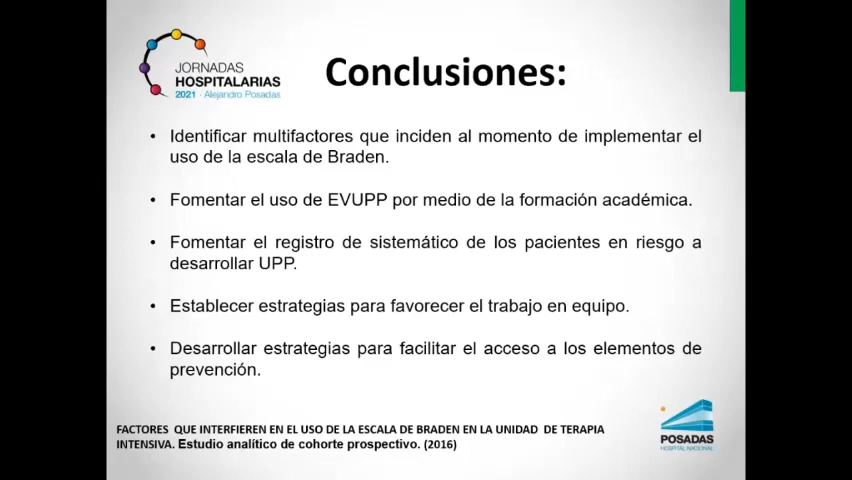 JORNADAS
HOSPITALARIAS
2021 - Alejandro Posadas
Conclusiones:
• Identificar multifactores que inciden al momento de implementar el
uso de la escala de Braden.
• Fomentar el uso de EVUPP por medio de la formación académica.
• Fomentar el registro de sistemático de los pacientes en riesgo a
desarrollar UPP.
• Establecer estrategias para favorecer el trabajo en equipo.
• Desarrollar estrategias para facilitar el acceso a los elementos de
prevención.
FACTORES QUE INTERFIEREN EN EL USO DE LA ESCALA DE BRADEN EN LA UNIDAD DE TERAPIA
INTENSIVA. Estudio analítico de cohorte prospectivo. (2016)
POSADAS
HOSPITAL NACIONAL